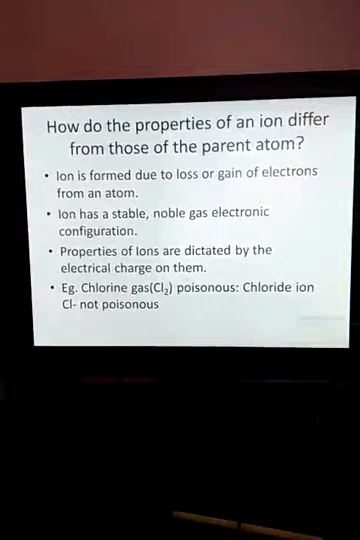 How do the properties of an ion differ
from those of the parent atom?
• Ion is formed due to loss or gain of electrons
from an atom.
• Ion has a stable, noble gas electronic
configuration.
• Properties of Ions are dictated by the
electrical charge on them.
• Eg. Chlorine gas(Cl₂) poisonous: Chloride ion
Cl- not poisonous